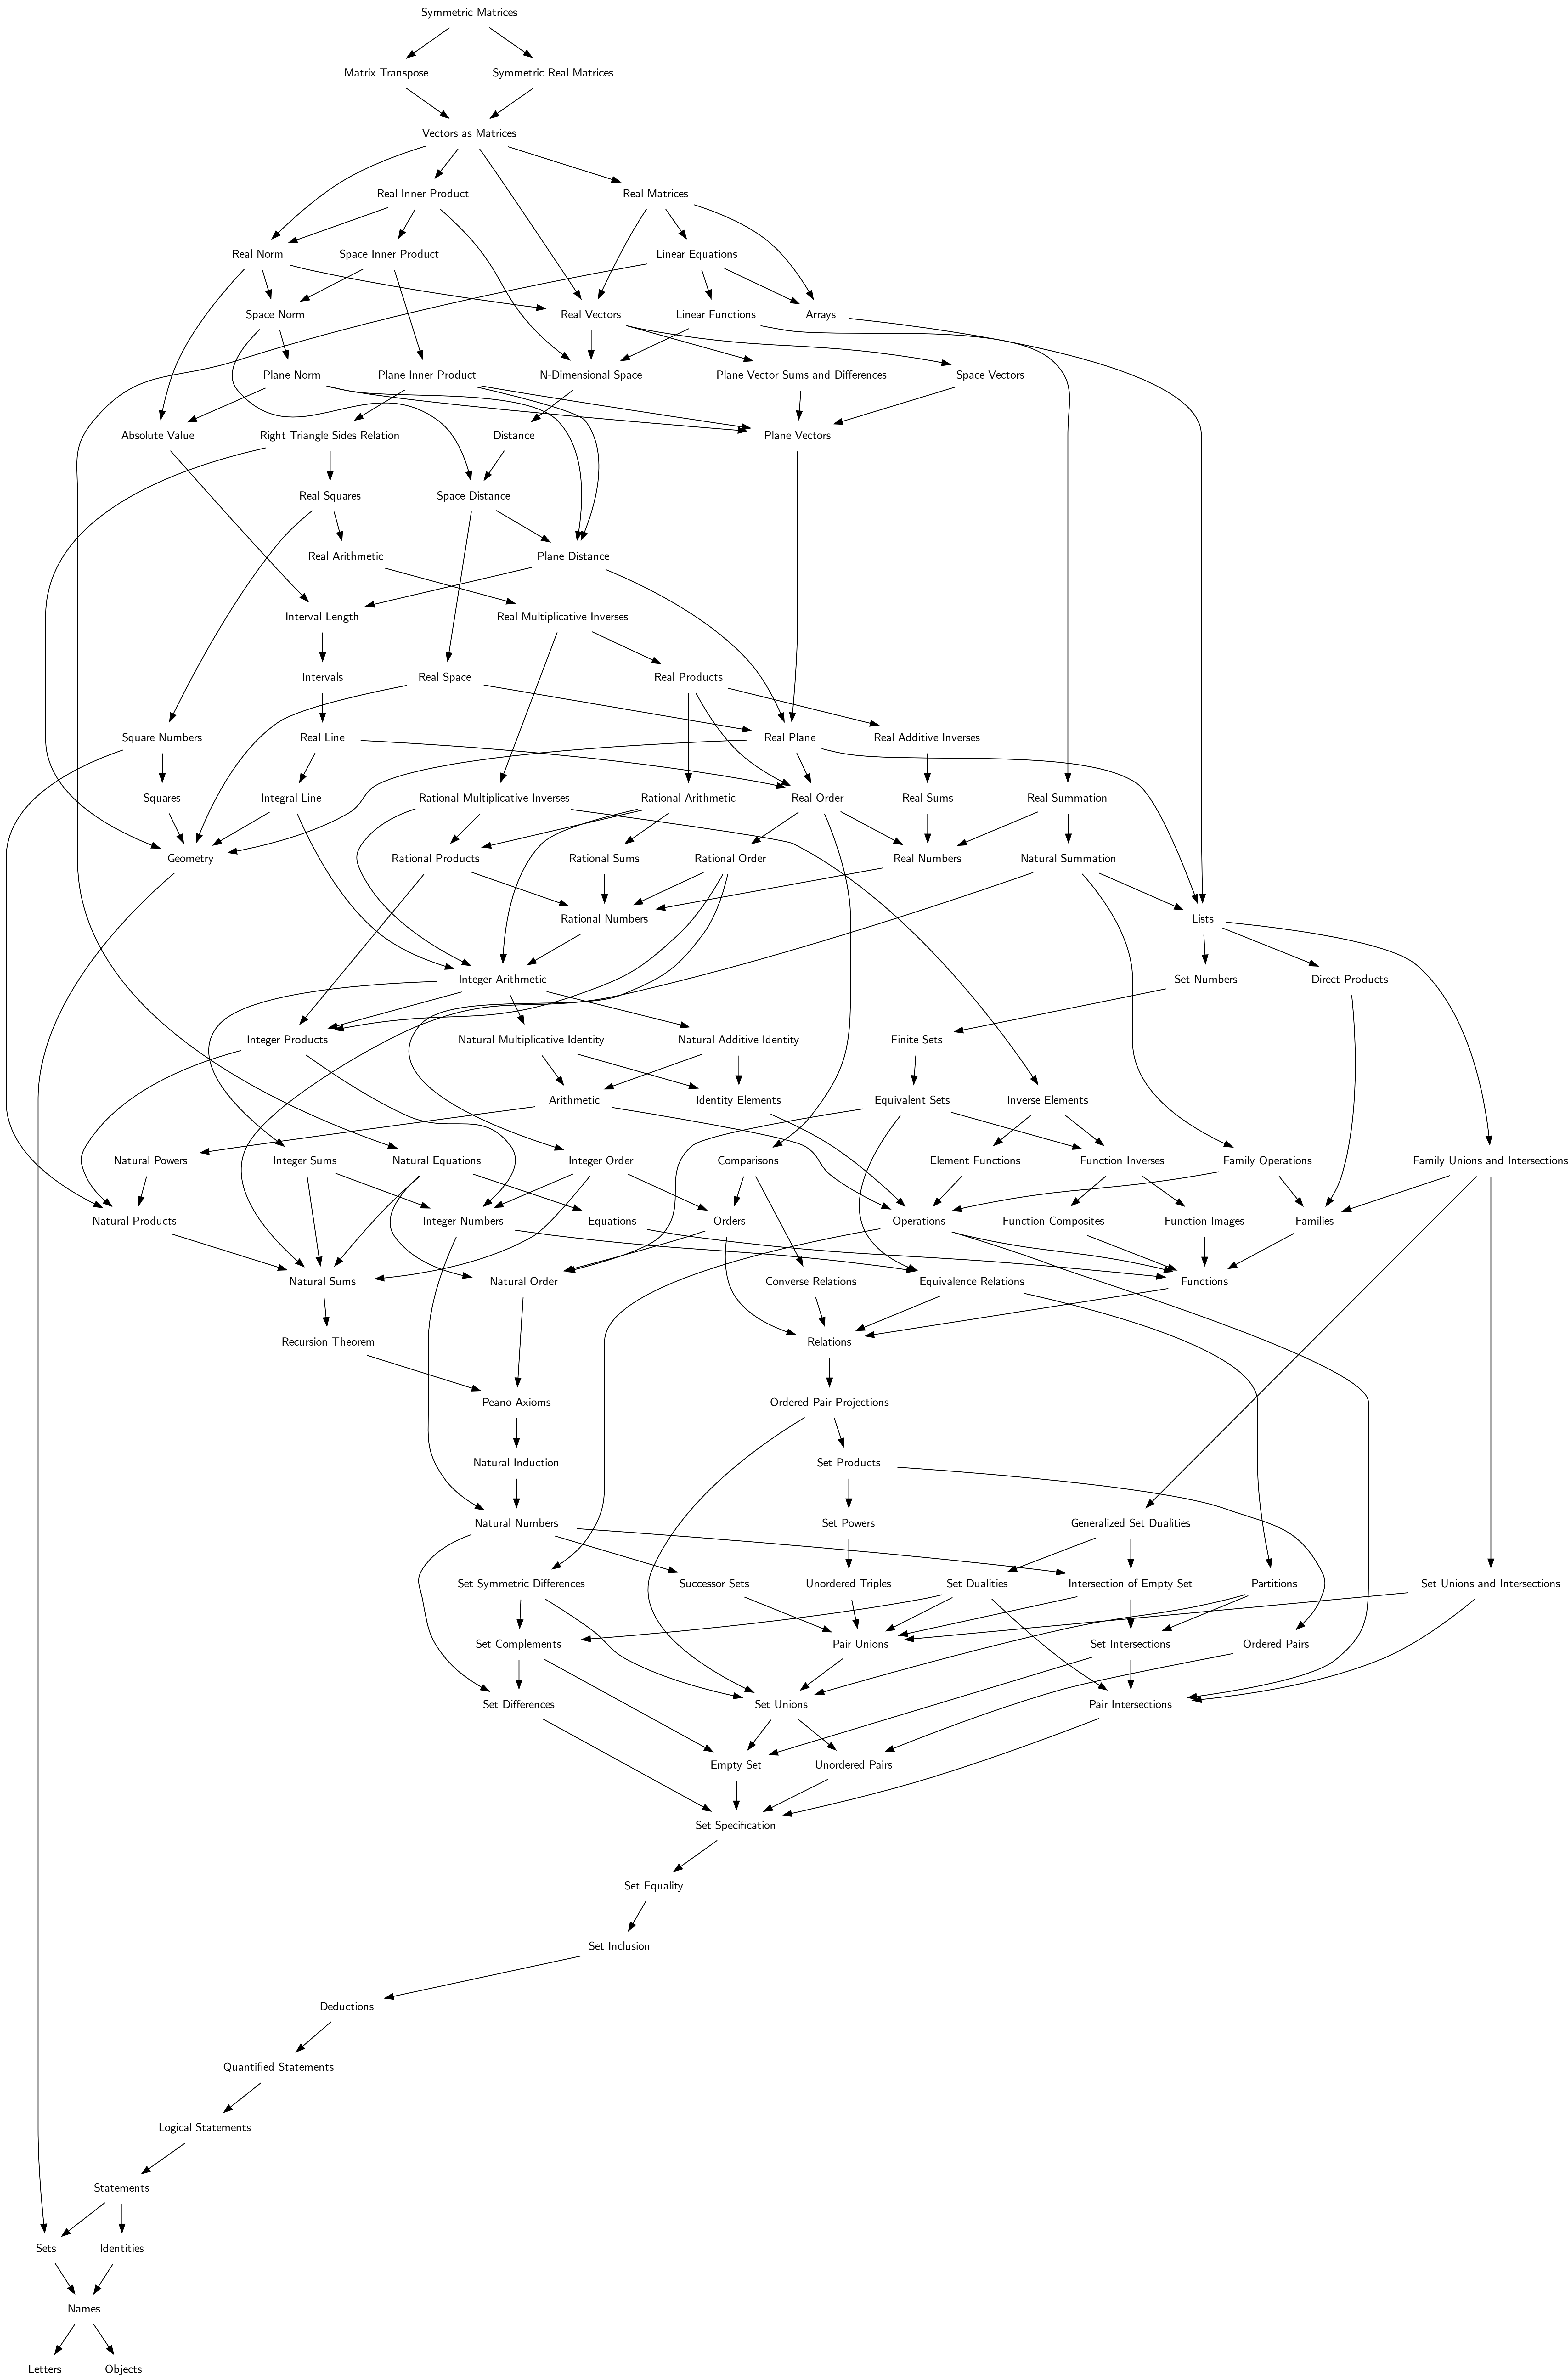 Symmetric Matrices
Matrix Transpose
Symmetric Real Matrices
Vectors as Matrices
Real Inner Product
Real Matrices
Real Norm
Space Inner Product
Linear Equations
Space Norm
Real Vectors
Linear Functions
Arrays
Plane Norm
Plane Inner Product
N-Dimensional Space
Plane Vector Sums and Differences
Space Vectors
Absolute Value
Right Triangle Sides Relation
Distance
Plane Vectors
Real Squares
Space Distance
Real Arithmetic
Plane Distance
Interval Length
Real Multiplicative Inverses
Intervals
Real Space
Real Products
Square Numbers
Real Line
Real Plane
Real Additive Inverses
Squares
Integral Line
Rational Multiplicative Inverses
Rational Arithmetic
Real Order
Real Sums
Real Summation
Geometry
Rational Products
Rational Sums
Rational Order
Real Numbers
Natural Summation
Rational Numbers
Lists
Integer Arithmetic
Set Numbers
Direct Products
Integer Products
Natural Multiplicative Identity
Natural Additive Identity
Finite Sets
Arithmetic
Identity Elements
Equivalent Sets
Inverse Elements
Natural Powers
Integer Sums
Natural Equations
Integer Order
Comparisons
Element Functions
Function Inverses
Family Operations
Family Unions and Intersections
Natural Products
Integer Numbers
Equations
Orders
Operations
Function Composites
Function Images
Families
Natural Sums
Natural Order
Converse Relations
Equivalence Relations
Functions
Recursion Theorem
Relations
Peano Axioms
Ordered Pair Projections
Natural Induction
Set Products
Natural Numbers
Set Powers
Generalized Set Dualities
Set Symmetric Differences
Successor Sets
Unordered Triples
Set Dualities
Intersection of Empty Set
Partitions
Set Unions and Intersections
Set Complements
Pair Unions
Set Intersections
Ordered Pairs
Set Differences
Set Unions
Pair Intersections
Empty Set
Unordered Pairs
Set Specification
Set Equality
Set Inclusion
Deductions
Quantified Statements
Logical Statements
Statements
Sets
Identities
Names
Letters
Objects